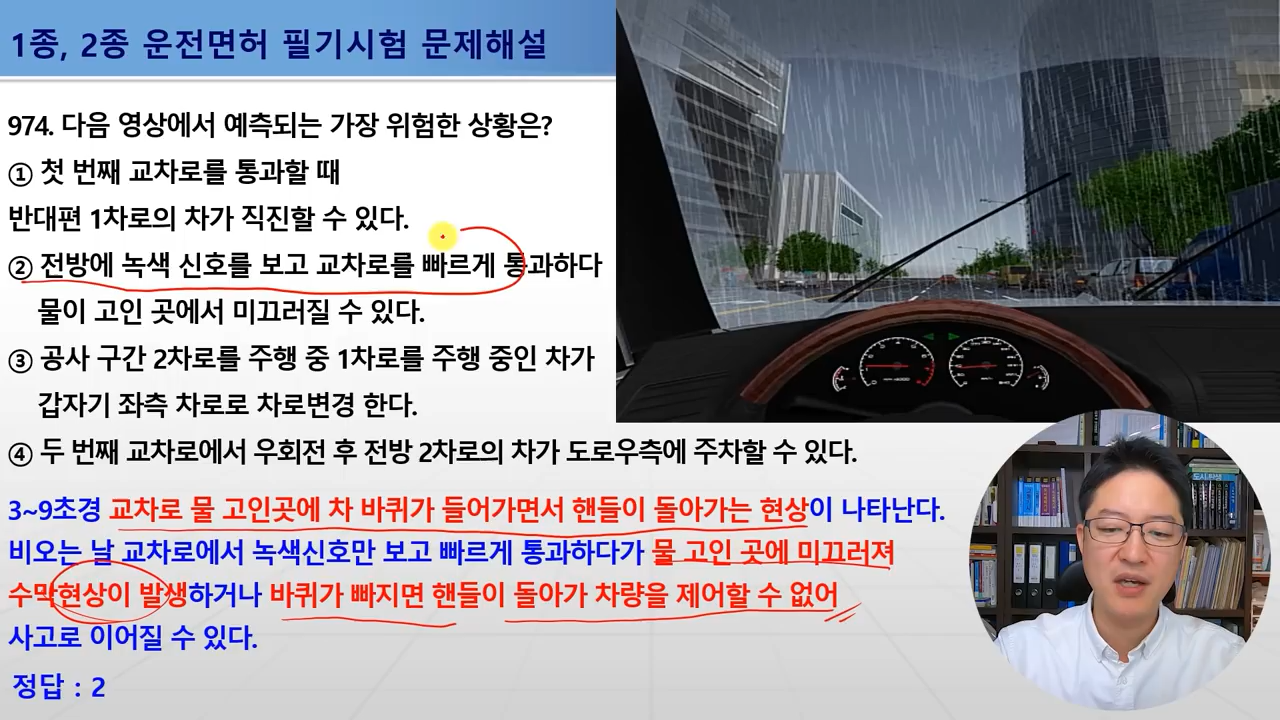 1종, 2종 운전면허 필기시험 문제해설
974. 다음 영상에서 예측되는 가장 위험한 상황은?
① 첫 번째 교차로를 통과할 때
반대편 1차로의 차가 직진할 수 있다.
② 전방에 녹색 신호를 보고 교차로를 빠르게 통과하다
물이 고인 곳에서 미끄러질 수 있다.
③ 공사 구간 2차로를 주행 중 1차로를 주행 중인 차가
갑자기 좌측 차로로 차로변경 한다.
④ 두 번째 교차로에서 우회전 후 전방 2차로의 차가 도로우측에 주차할 수 있다.
3~9초경 교차로 물 고인곳에 차 바퀴가 들어가면서 핸들이 돌아가는 현상이 나타난다.
비오는 날 교차로에서 녹색신호만 보고 빠르게 통과하다가 물 고인 곳에 미끄러져
수막현상이 발생하거나 바퀴가 빠지면 핸들이 돌아가 차량을 제어할 수 없어
사고로 이어질 수 있다.
정답 : 2